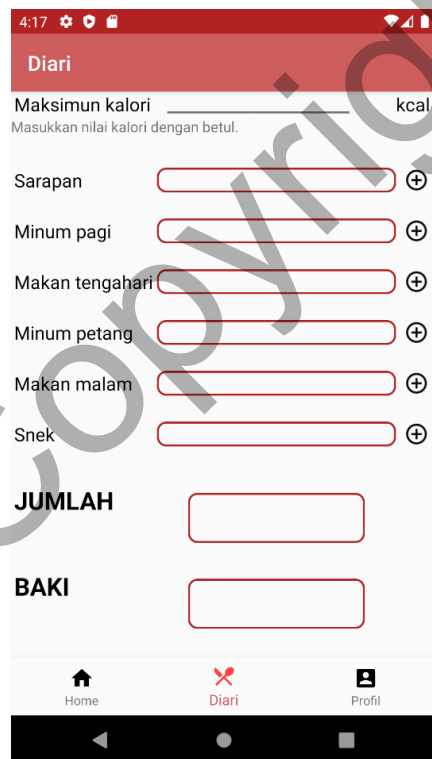 4:17
Diari
Maksimun kalori kcal
Masukkan nilai kalori dengan betul.
Sarapan
Minum pagi
Makan tengahari
Minum petang
Makan malam
Snek
JUMLAH
BAKI
Home Diari Profil